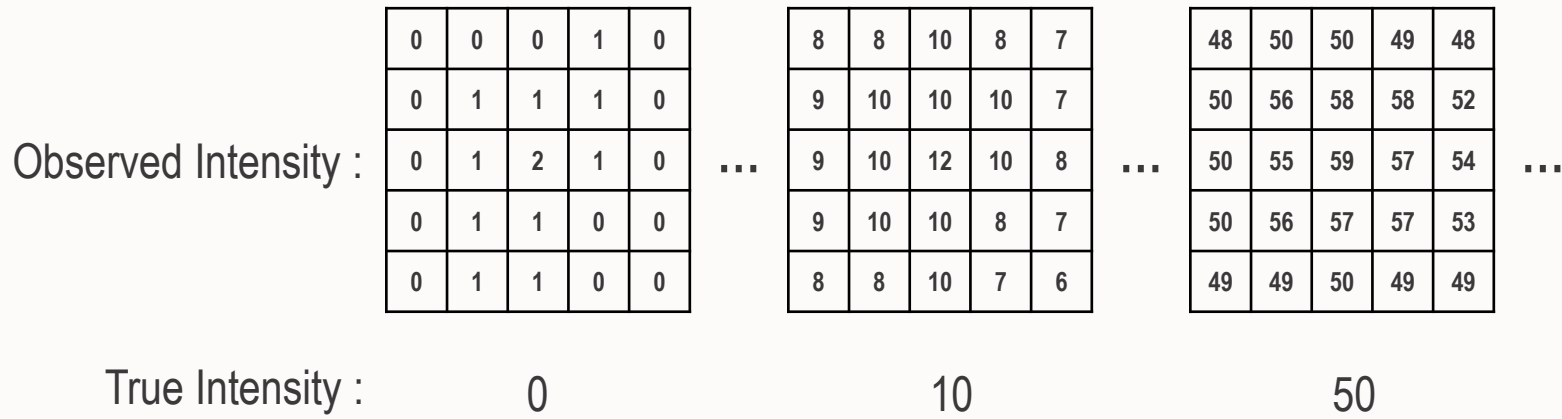 0 0 0 1 0 8 8 10 8 7 48 50 50 49 48
0 1 1 1 0 9 10 10 10 7 50 56 58 58 52
Observed Intensity : 0 1 2 1 0 ... 9 10 12 10 8 ... 50 55 59 57 54 ...
0 1 1 0 0 9 10 10 8 7 50 56 57 57 53
0 1 1 0 0 8 8 10 7 6 49 49 50 49 49
True Intensity : 0 10 50